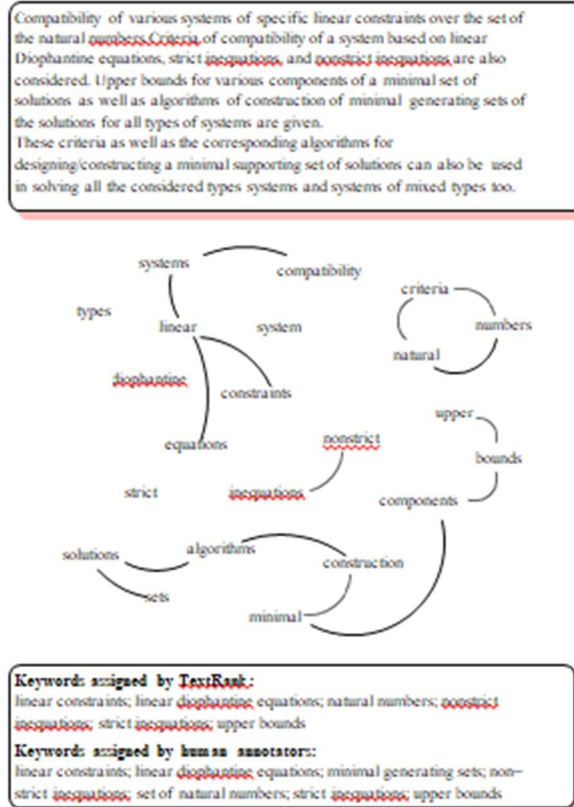 Compatibility of various systems of specific linear constraints over the set of
the natural numbers.Criteria of compatibility of a system based on linear
Diophantine equations, strict inequations, and nonstrict inequations are also
considered. Upper bounds for various components of a minimal set of
solutions as well as algorithms of construction of minimal generating sets of
the solutions for all types of systems are given.
These criteria as well as the corresponding algorithms for
designing/constructing a minimal supporting set of solutions can also be used
in solving all the considered types systems and systems of mixed types too.
systems
compatibility
criteria
types
linear
system
numbers
natural
diophantine
constraints
upper
equations
nonstrict
bounds
strict
inequations
components
solutions
algorithms
construction
sets
minimal
Keywords assigned by TextRank:
linear constraints; linear diophantine equations; natural numbers; nonstrict
inequations; strict inequations; upper bounds
Keywords assigned by human annotators:
linear constraints; linear diophantine equations; minimal generating sets; non–
strict inequations; set of natural numbers; strict inequations; upper bounds